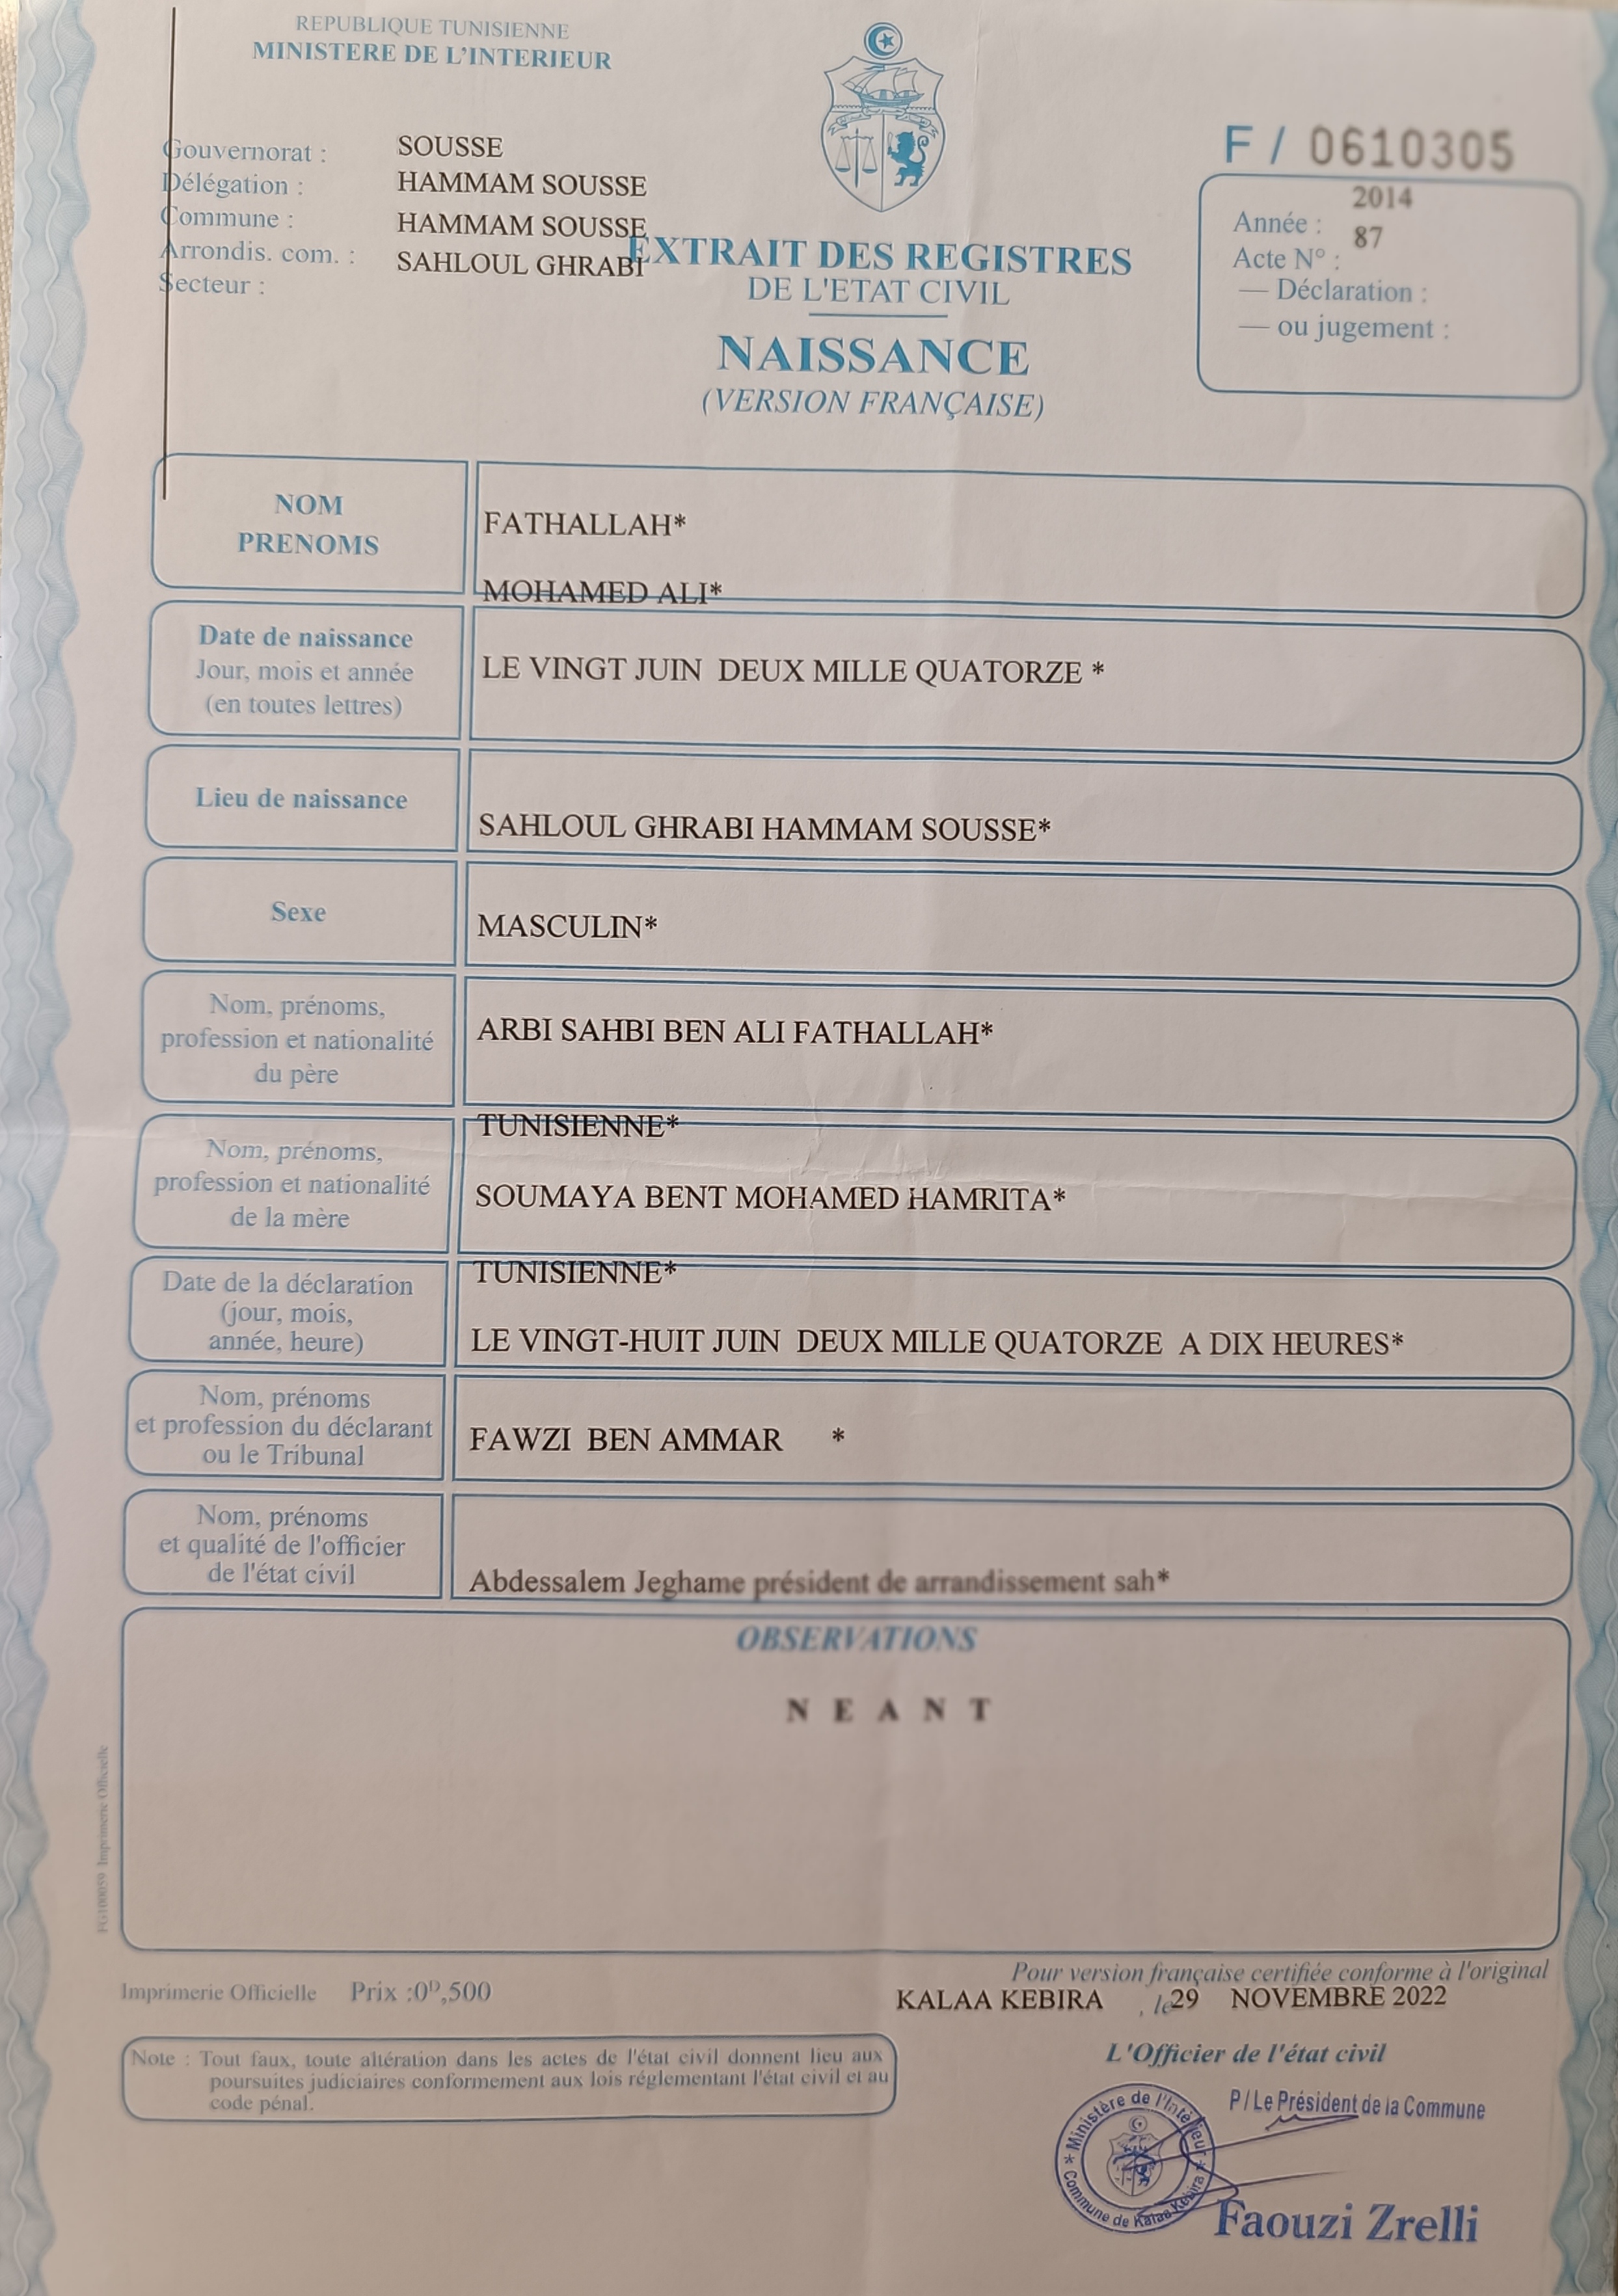 REPUBLIQUE TUNISIENNE
MINISTERE DE L'INTERIEUR
Gouvernorat : SOUSSE
Délégation : HAMMAM SOUSSE
Commune : HAMMAM SOUSSE
Arrondis. com. : SAHLOUL GHRABI
Secteur :
F / 0610305
Année : 2014
Acte N° : 87
— Déclaration :
— ou jugement :
EXTRAIT DES REGISTRES
DE L'ETAT CIVIL
NAISSANCE
(VERSION FRANÇAISE)
NOM
PRENOMS
FATHALLAH*
MOHAMED ALI*
Date de naissance
Jour, mois et année
(en toutes lettres)
LE VINGT JUIN DEUX MILLE QUATORZE *
Lieu de naissance
SAHLOUL GHRABI HAMMAM SOUSSE*
Sexe
MASCULIN*
Nom, prénoms,
profession et nationalité
du père
ARBI SAHBI BEN ALI FATHALLAH*
TUNISIENNE*
Nom, prénoms,
profession et nationalité
de la mère
SOUMAYA BENT MOHAMED HAMRITA*
TUNISIENNE*
Date de la déclaration
(jour, mois,
année, heure)
LE VINGT-HUIT JUIN DEUX MILLE QUATORZE A DIX HEURES*
Nom, prénoms
et profession du déclarant
ou le Tribunal
FAWZI BEN AMMAR *
Nom, prénoms
et qualité de l'officier
de l'état civil
Abdessalem Jeghame président de arrandissement sah*
OBSERVATIONS
N E A N T
FG100059 Imprimerie Officielle
Imprimerie Officielle Prix :0ᴰ,500
Pour version française certifiée conforme à l'original
KALAA KEBIRA , le 29 NOVEMBRE 2022
Note : Tout faux, toute altération dans les actes de l'état civil donnent lieu aux
poursuites judiciaires conformement aux lois réglementant l'état civil et au
code pénal.
L'Officier de l'état civil
P / Le Président de la Commune
* Ministère de l'Intérieur *
Commune de Kalaa Kebira
Faouzi Zrelli